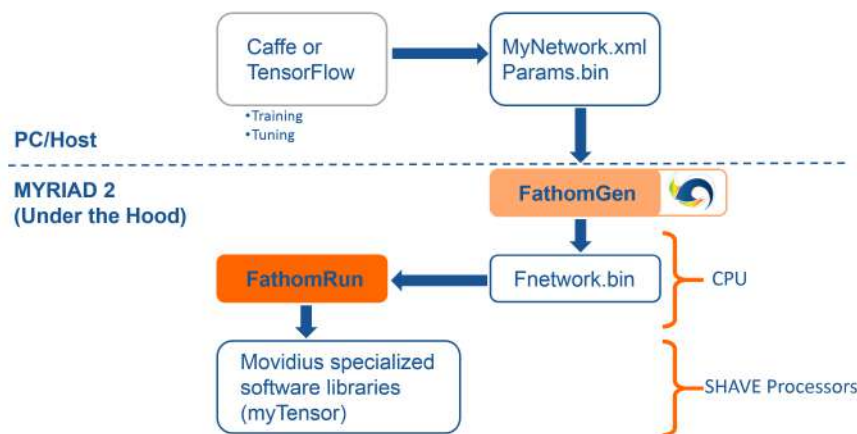 Caffe or
TensorFlow
MyNetwork.xml
Params.bin
•Training
•Tuning
PC/Host
MYRIAD 2
(Under the Hood)
FathomGen
FathomRun
Fnetwork.bin
CPU
Movidius specialized
software libraries
(myTensor)
SHAVE Processors